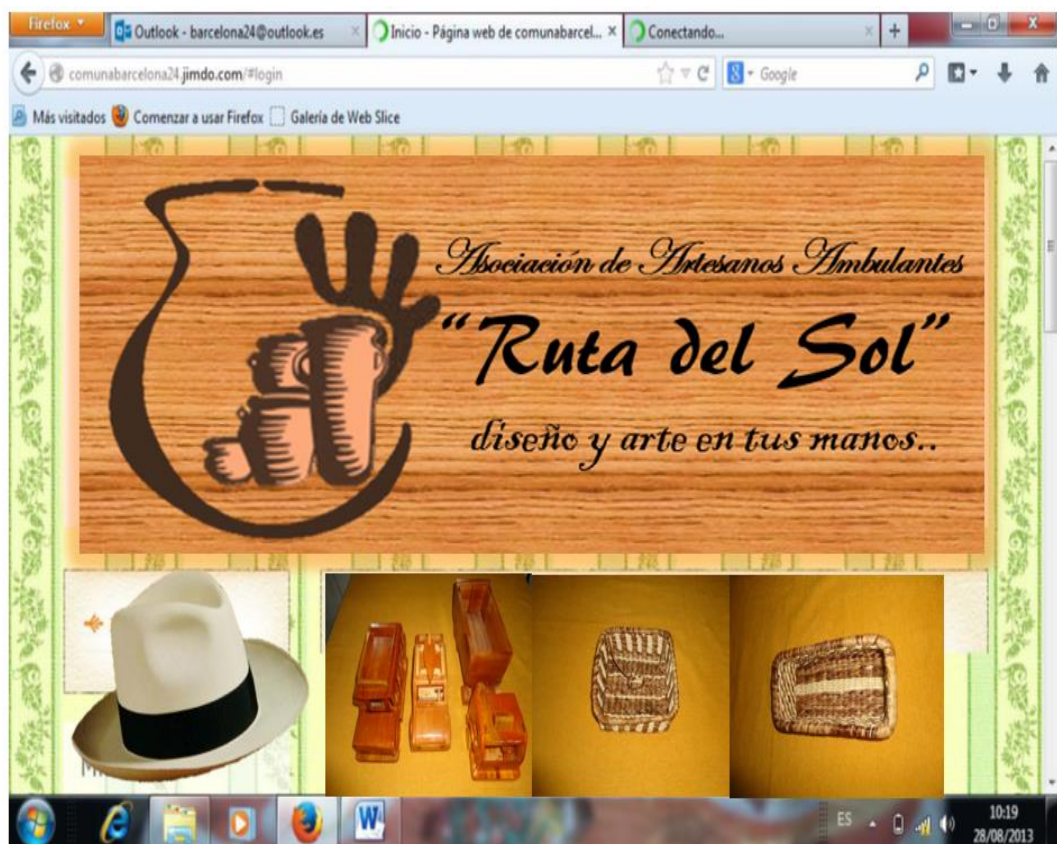 Firefox
Outlook - barcelona24@outlook.es
Inicio - Página web de comunabarcel...
Conectando...
comunabarcelona24.jimdo.com/#login
Google
Más visitados
Comenzar a usar Firefox
Galería de Web Slice
Asociación de Artesanos Ambulantes
"Ruta del Sol"
diseño y arte en tus manos..
ES
10:19
28/08/2013